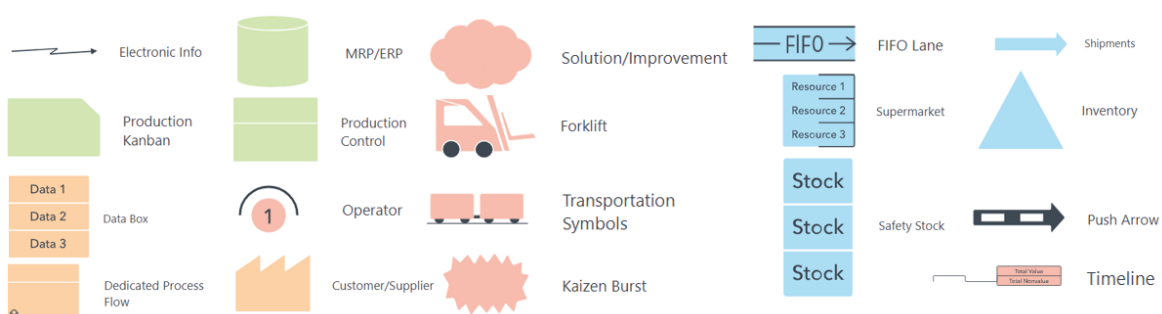 Electronic Info
MRP/ERP
Solution/Improvement
FIFO
FIFO Lane
Shipments
Production
Kanban
Production
Control
Forklift
Resource 1
Resource 2
Resource 3
Supermarket
Inventory
Data 1
Data 2
Data 3
Data Box
1
Operator
Transportation
Symbols
Stock
Stock
Stock
Safety Stock
Push Arrow
Dedicated Process
Flow
Customer/Supplier
Kaizen Burst
Total Value
Total Nonvalue
Timeline